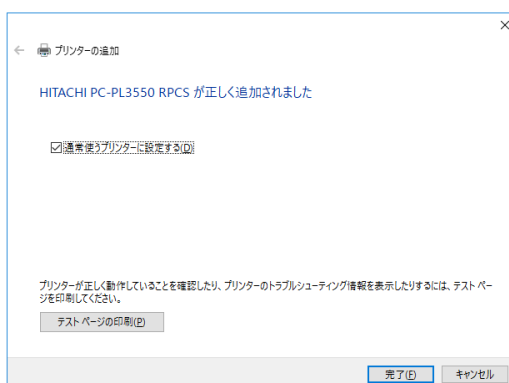 プリンターの追加
HITACHI PC-PL3550 RPCS が正しく追加されました
通常使うプリンターに設定する(D)
プリンターが正しく動作していることを確認したり、プリンターのトラブルシューティング情報を表示したりするには、テスト ペー
ジを印刷してください。
テスト ページの印刷(P)
完了(F) キャンセル